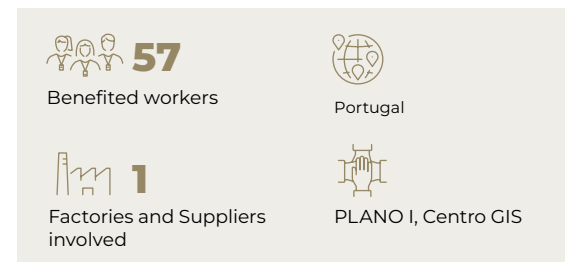 57
Benefited workers
Portugal
1
Factories and Suppliers
involved
PLANO I, Centro GIS